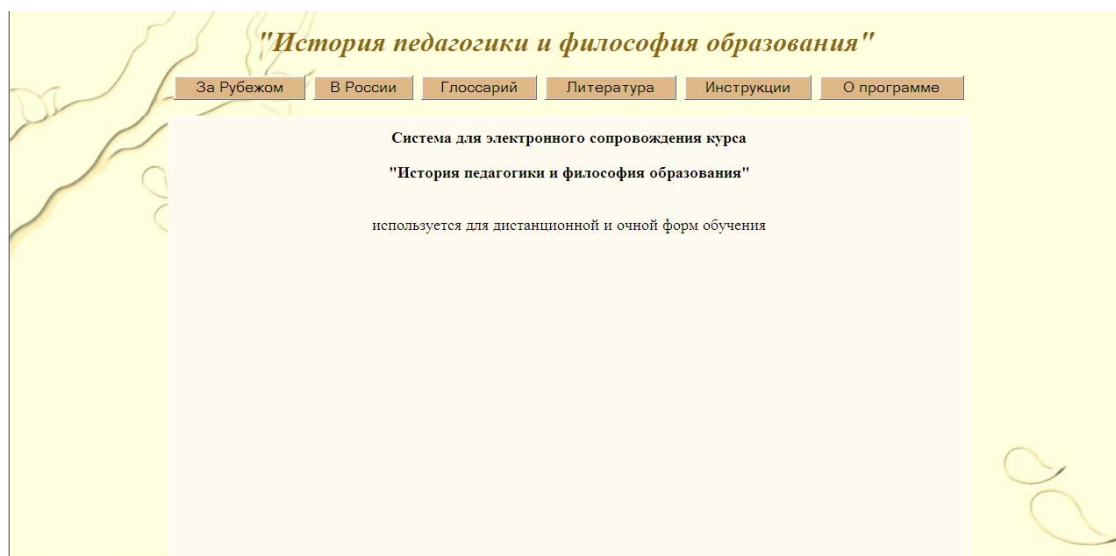 "История педагогики и философия образования"
За Рубежом В России Глоссарий Литература Инструкции О программе
Система для электронного сопровождения курса
"История педагогики и философия образования"
используется для дистанционной и очной форм обучения